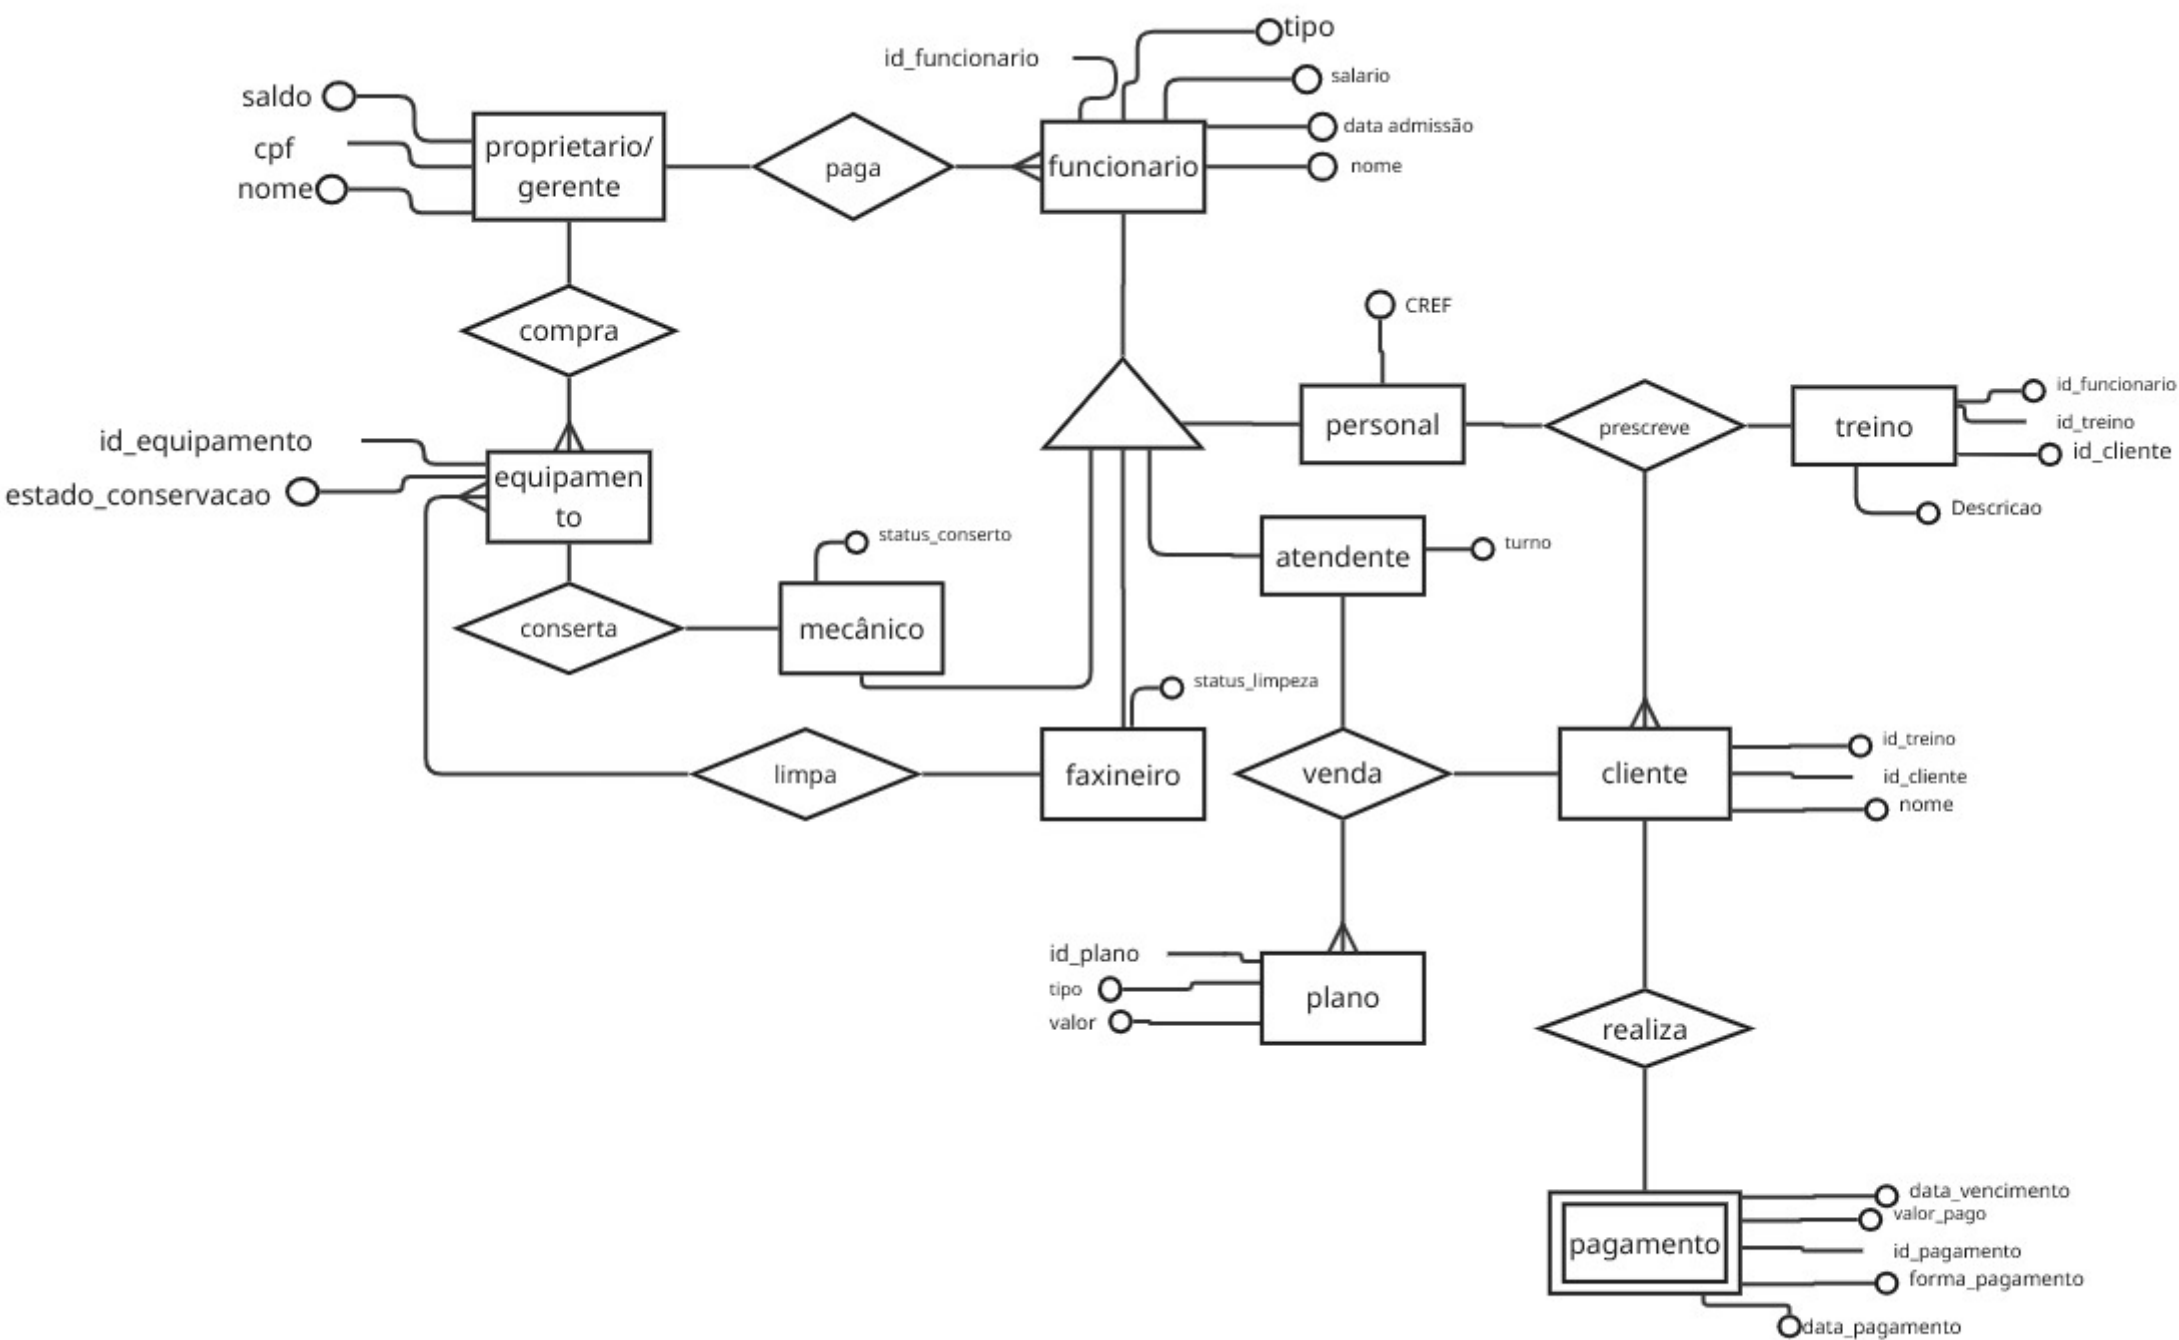 tipo
id_funcionario
salario
saldo
data admissão
cpf
proprietario/
gerente
paga
funcionario
nome
nome
compra
CREF
id_funcionario
personal
prescreve
treino
id_treino
id_cliente
id_equipamento
equipamen
to
estado_conservacao
Descricao
status_conserto
atendente
turno
conserta
mecânico
status_limpeza
limpa
faxineiro
venda
cliente
id_treino
id_cliente
nome
id_plano
tipo
valor
plano
realiza
pagamento
data_vencimento
valor_pago
id_pagamento
forma_pagamento
data_pagamento